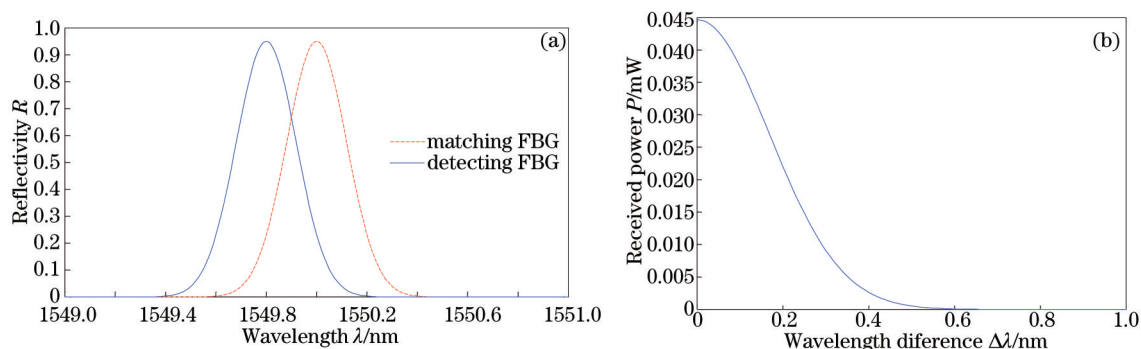 (a)
Reflectivity R
1.0
0.9
0.8
0.7
0.6
0.5
0.4
0.3
0.2
0.1
0
matching FBG
detecting FBG
1549.0 1549.4 1549.8 1550.2 1550.6 1551.0
Wavelength λ/nm
(b)
Received power P/mW
0.045
0.040
0.035
0.030
0.025
0.020
0.015
0.010
0.005
0
0 0.2 0.4 0.6 0.8 1.0
Wavelength diference Δλ/nm